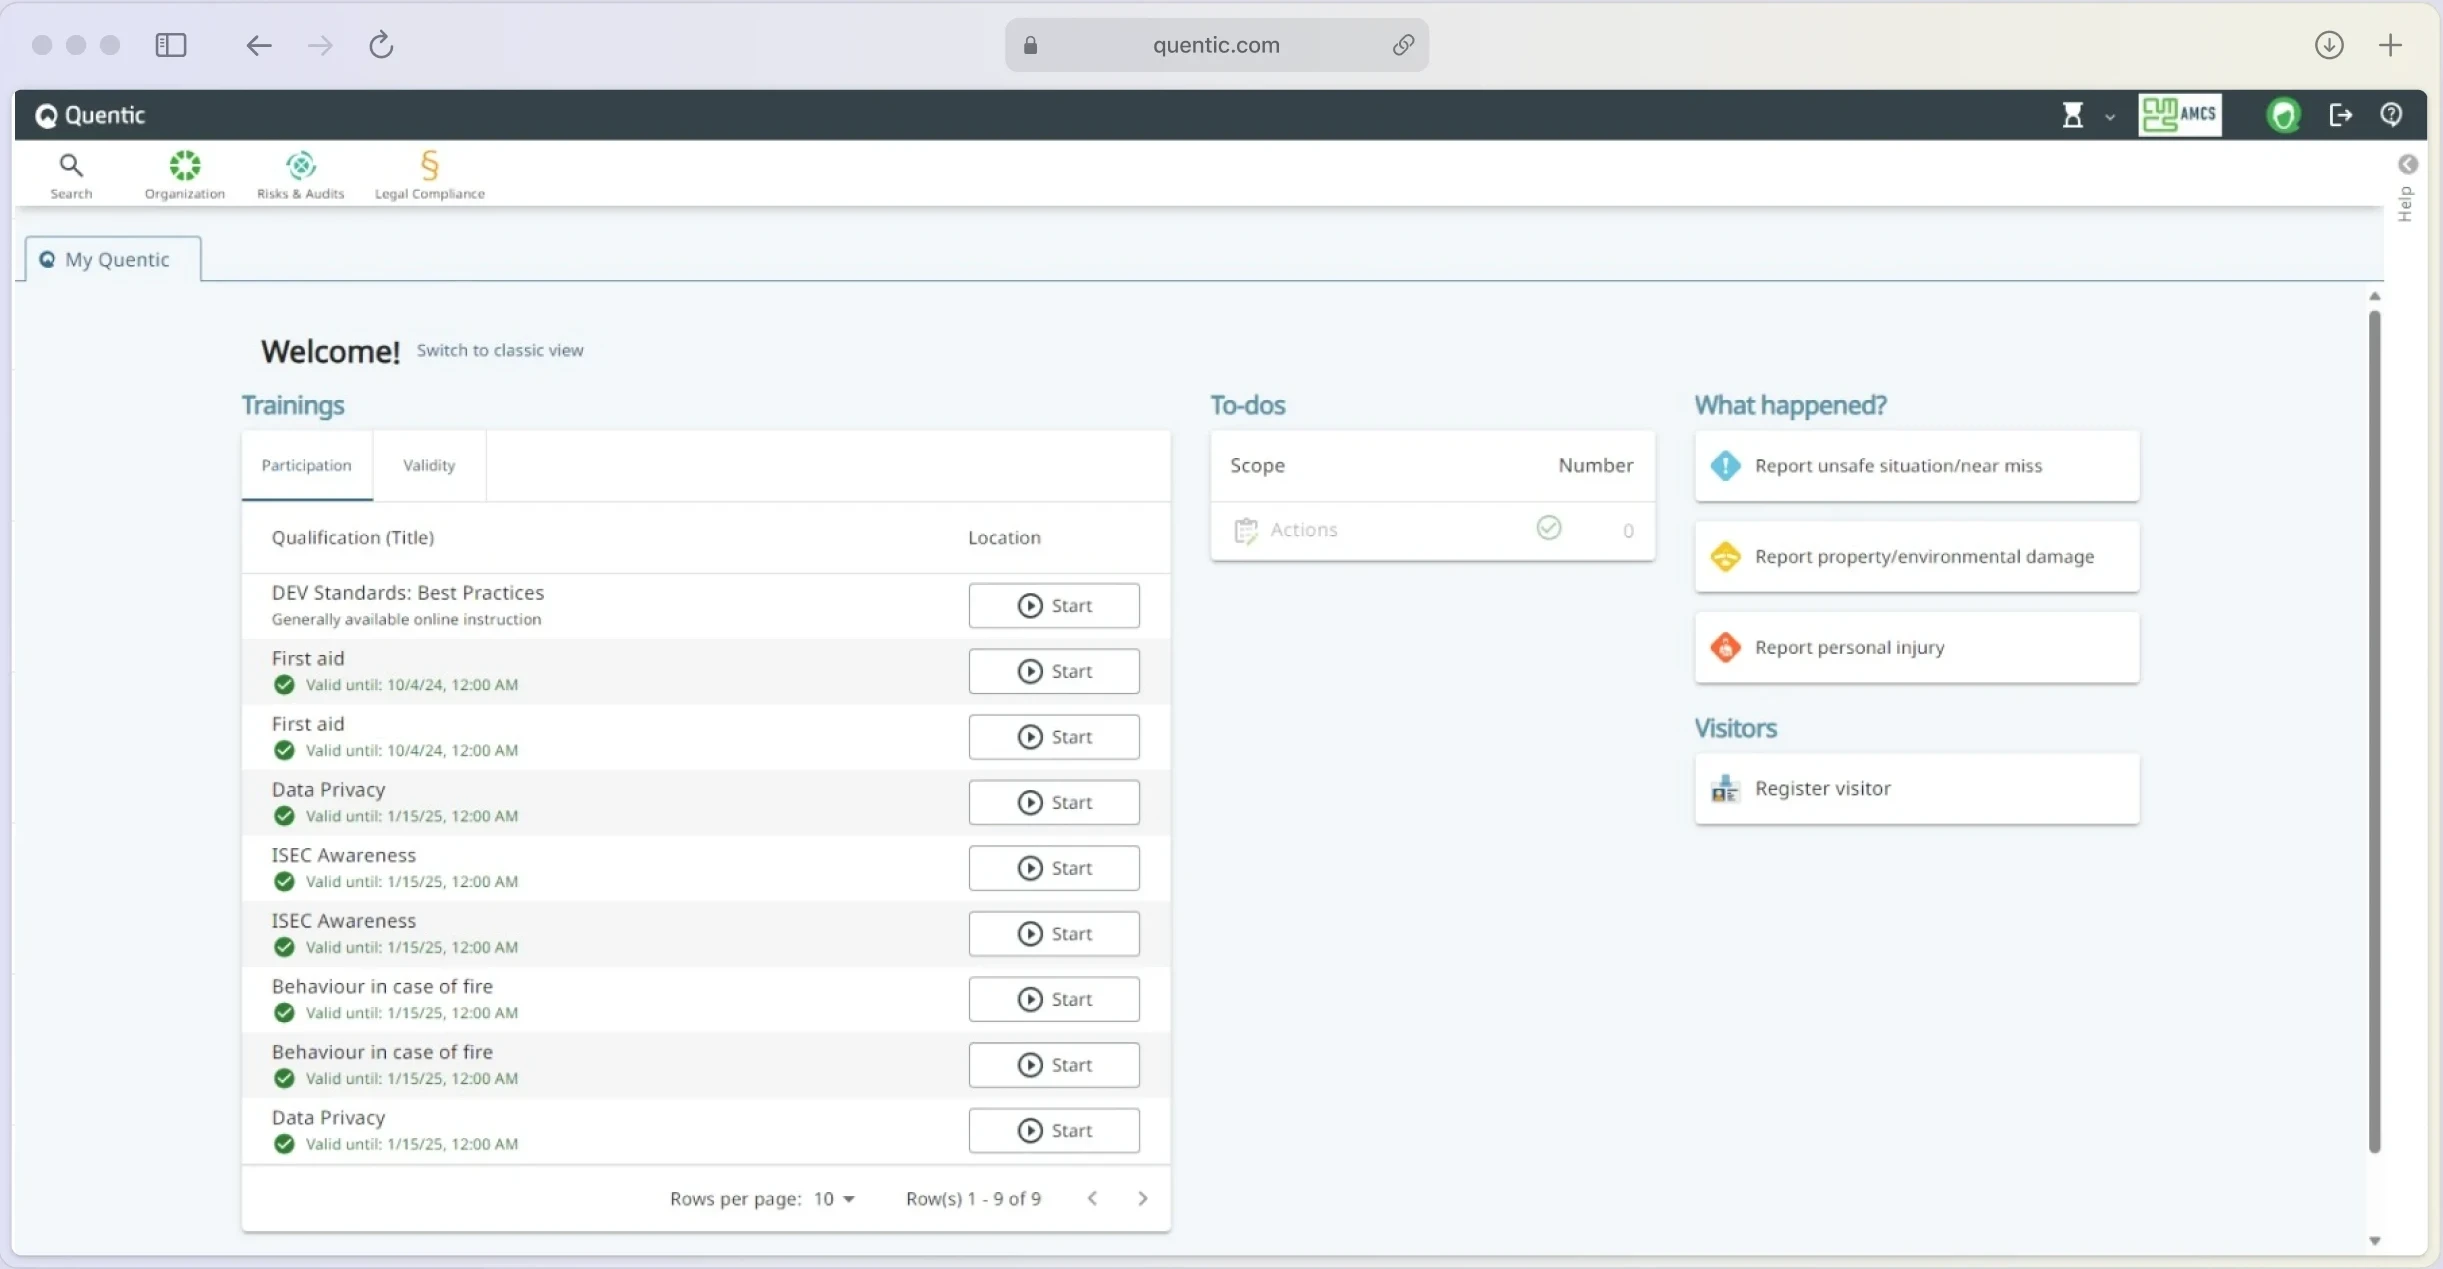 quentic.com
Quentic
AMCS
Search
Organization
Risks & Audits
Legal Compliance
Help
My Quentic
Welcome!
Switch to classic view
Trainings
Participation
Validity
Qualification (Title)
Location
DEV Standards: Best Practices
Generally available online instruction
Start
First aid
Valid until: 10/4/24, 12:00 AM
Start
First aid
Valid until: 10/4/24, 12:00 AM
Start
Data Privacy
Valid until: 1/15/25, 12:00 AM
Start
ISEC Awareness
Valid until: 1/15/25, 12:00 AM
Start
ISEC Awareness
Valid until: 1/15/25, 12:00 AM
Start
Behaviour in case of fire
Valid until: 1/15/25, 12:00 AM
Start
Behaviour in case of fire
Valid until: 1/15/25, 12:00 AM
Start
Data Privacy
Valid until: 1/15/25, 12:00 AM
Start
Rows per page: 10
Row(s) 1 - 9 of 9
To-dos
Scope
Number
Actions
0
What happened?
Report unsafe situation/near miss
Report property/environmental damage
Report personal injury
Visitors
Register visitor